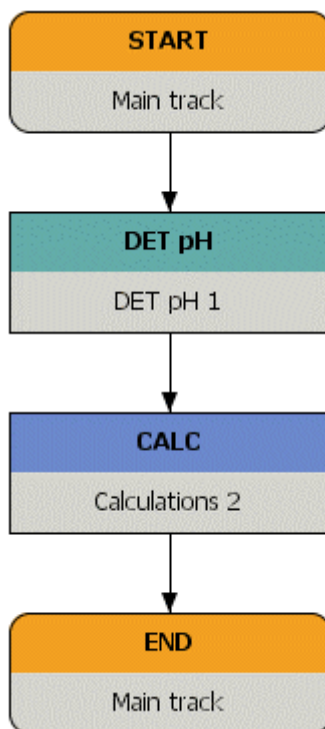 START
Main track
DET pH
DET pH 1
CALC
Calculations 2
END
Main track